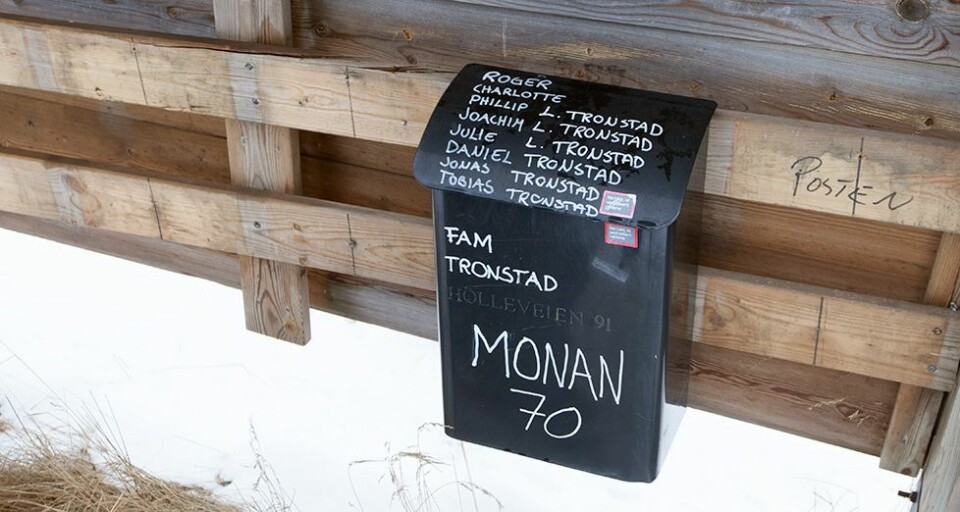 ROGER
CHARLOTTE
PHILLIP L. TRONSTAD
JOACHIM L. TRONSTAD
JULIE L. TRONSTAD
DANIEL TRONSTAD
JONAS TRONSTAD
TOBIAS TRONSTAD
FAM
TRONSTAD
HOLLEVEIEN 91
MONAN
70
POSTEN